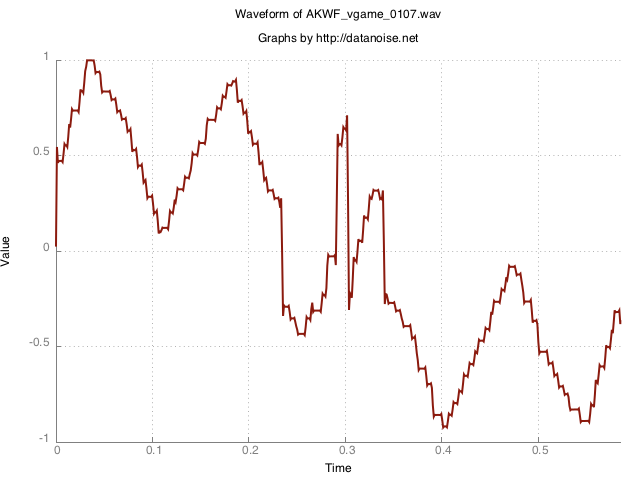 Waveform of AKWF_vgame_0107.wav
Graphs by http://datanoise.net
1
0.5
0
-0.5
-1
Value
0 0.1 0.2 0.3 0.4 0.5
Time